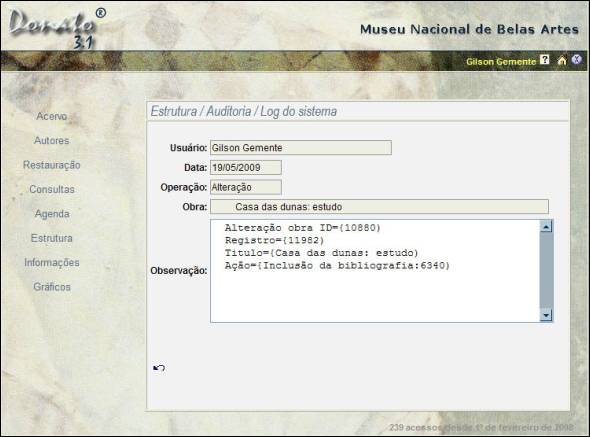 Donato ®
3.1
Museu Nacional de Belas Artes
Gilson Gemente ? X
Estrutura / Auditoria / Log do sistema
Acervo
Autores
Restauração
Consultas
Agenda
Estrutura
Informações
Gráficos
Usuário: Gilson Gemente
Data: 19/05/2009
Operação: Alteração
Obra: Casa das dunas: estudo
Observação:
Alteração obra ID={10880)
Registro={11982)
Titulo={Casa das dunas: estudo)
Ação={Inclusão da bibliografia:6340)
239 acessos desde 1º de fevereiro de 2008